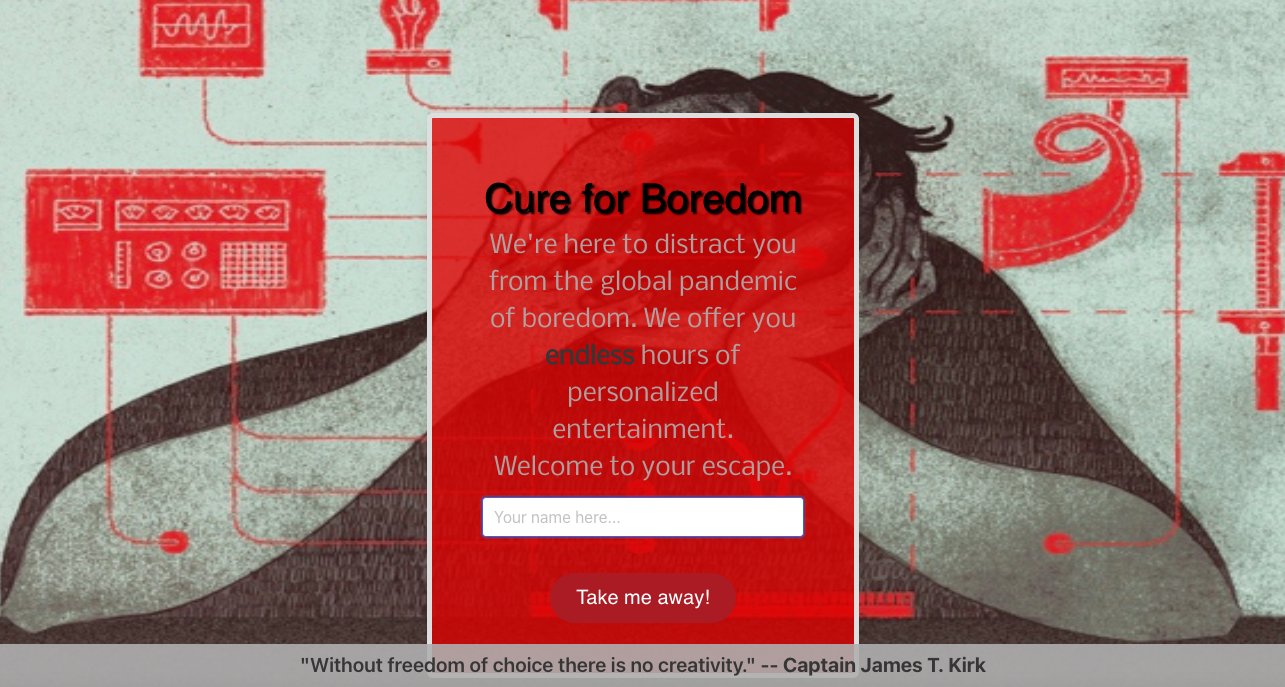 Cure for Boredom
We're here to distract you
from the global pandemic
of boredom. We offer you
endless hours of
personalized
entertainment.
Welcome to your escape.
Your name here...
Take me away!
"Without freedom of choice there is no creativity." -- Captain James T. Kirk